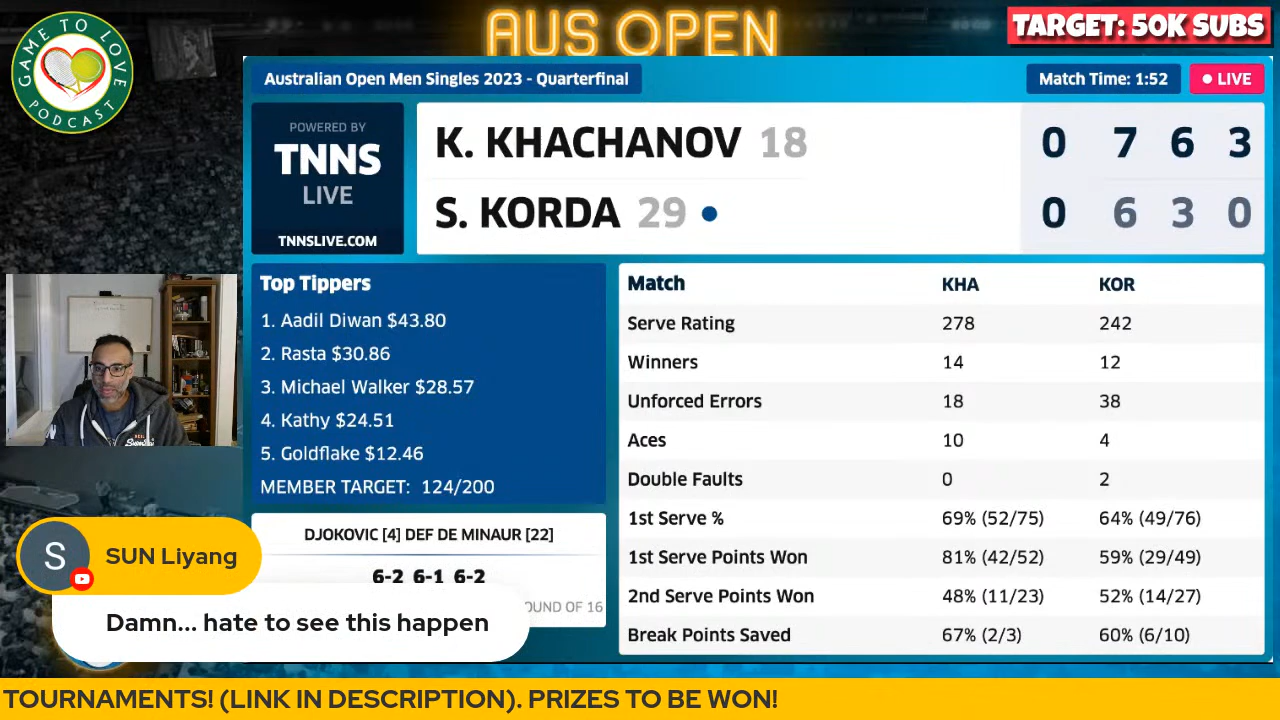 AUS OPEN
TARGET: 50K SUBS
GAME TO LOVE
PODCAST
Australian Open Men Singles 2023 - Quarterfinal
Match Time: 1:52
LIVE
POWERED BY
TNNS
LIVE
TNNSLIVE.COM
K. KHACHANOV 18 0 7 6 3
S. KORDA 29 0 6 3 0
Top Tippers
1. Aadil Diwan $43.80
2. Rasta $30.86
3. Michael Walker $28.57
4. Kathy $24.51
5. Goldflake $12.46
MEMBER TARGET: 124/200
DJOKOVIC [4] DEF DE MINAUR [22]
6-2 6-1 6-2
OUND OF 16
Match KHA KOR
Serve Rating 278 242
Winners 14 12
Unforced Errors 18 38
Aces 10 4
Double Faults 0 2
1st Serve % 69% (52/75) 64% (49/76)
1st Serve Points Won 81% (42/52) 59% (29/49)
2nd Serve Points Won 48% (11/23) 52% (14/27)
Break Points Saved 67% (2/3) 60% (6/10)
S
SUN Liyang
Damn... hate to see this happen
TOURNAMENTS! (LINK IN DESCRIPTION). PRIZES TO BE WON!